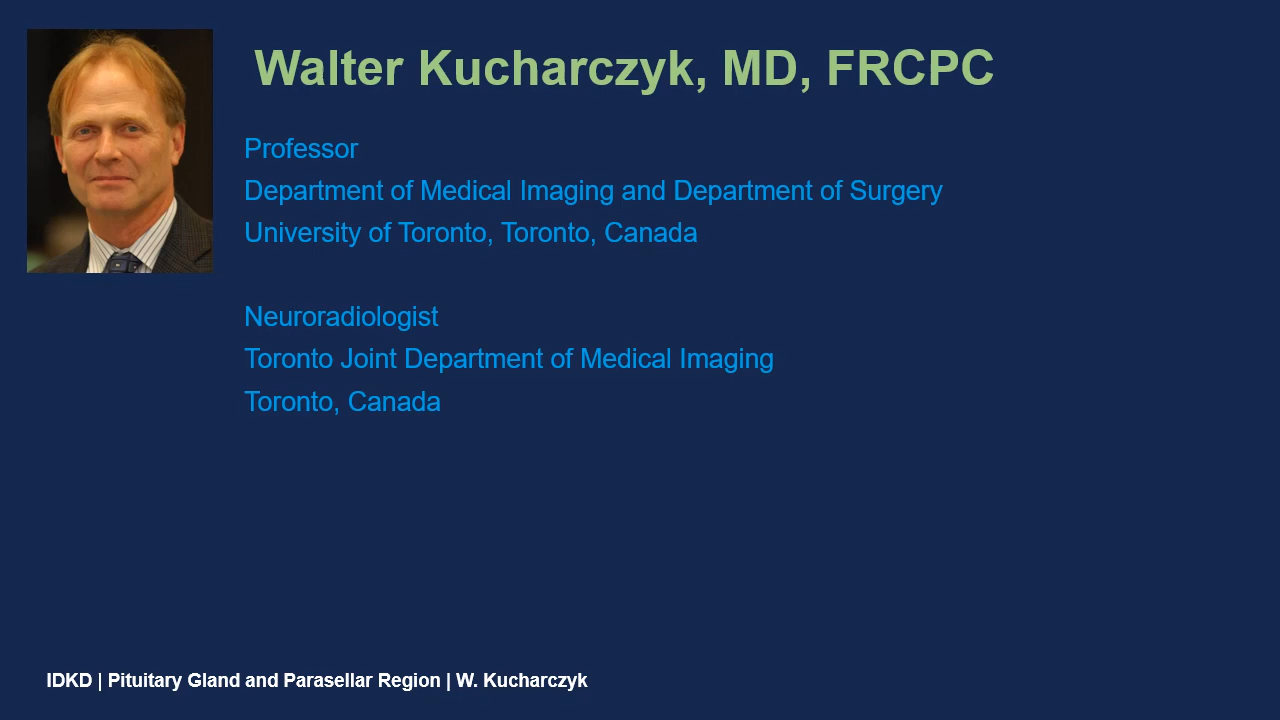 Walter Kucharczyk, MD, FRCPC
Professor
Department of Medical Imaging and Department of Surgery
University of Toronto, Toronto, Canada
Neuroradiologist
Toronto Joint Department of Medical Imaging
Toronto, Canada
IDKD | Pituitary Gland and Parasellar Region | W. Kucharczyk